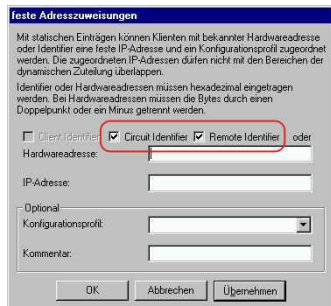 feste Adresszuweisungen
Mit statischen Einträgen können Klienten mit bekannter Hardwareadresse
oder Identifier eine feste IP-Adresse und ein Konfigurationsprofil zugeordnet
werden. Die zugeordneten IP-Adressen dürfen nicht mit den Bereichen der
dynamischen Zuteilung überlappen.
Identifier oder Hardwareadressen müssen hexadezimal eingetragen
werden. Bei Hardwareadressen müssen die Bytes durch einen
Doppelpunkt oder ein Minus getrennt werden.
Client Identifier Circuit Identifier Remote Identifier oder
Hardwareadresse:
IP-Adresse:
Optional
Konfigurationsprofil:
Kommentar:
OK Abbrechen Übernehmen